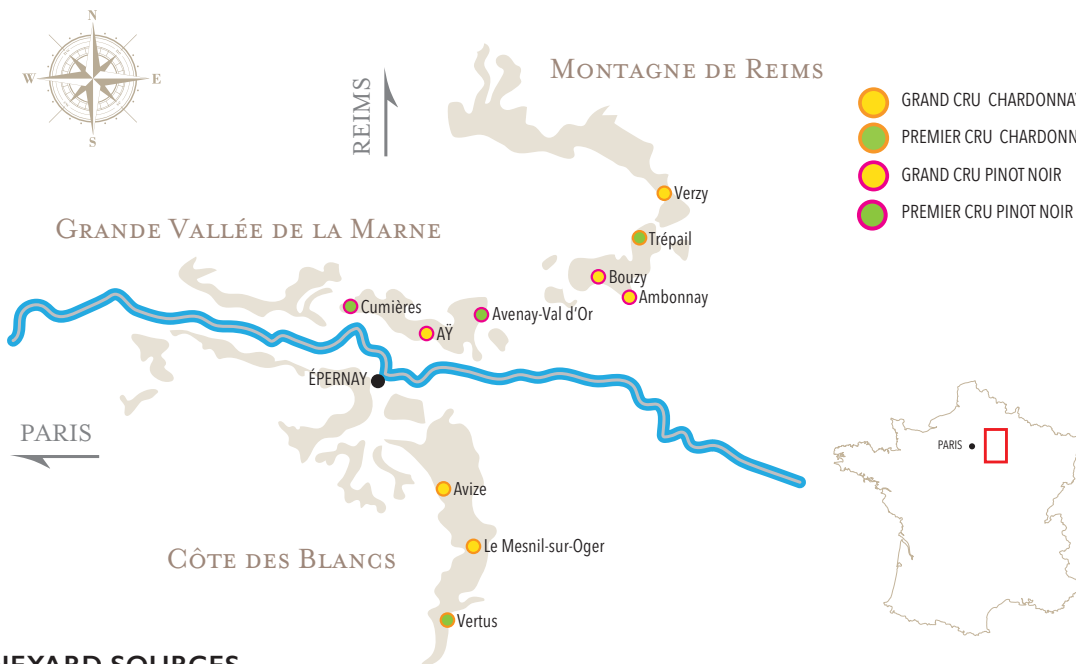 N
W
E
S
REIMS
MONTAGNE DE REIMS
GRAND CRU CHARDONNA
PREMIER CRU CHARDONN
GRAND CRU PINOT NOIR
PREMIER CRU PINOT NOIR
GRANDE VALLÉE DE LA MARNE
Verzy
Trépail
Bouzy
Ambonnay
Cumières
Avenay-Val d'Or
AŸ
ÉPERNAY
PARIS
PARIS
Avize
Le Mesnil-sur-Oger
CÔTE DES BLANCS
Vertus
NEYARD SOURCES